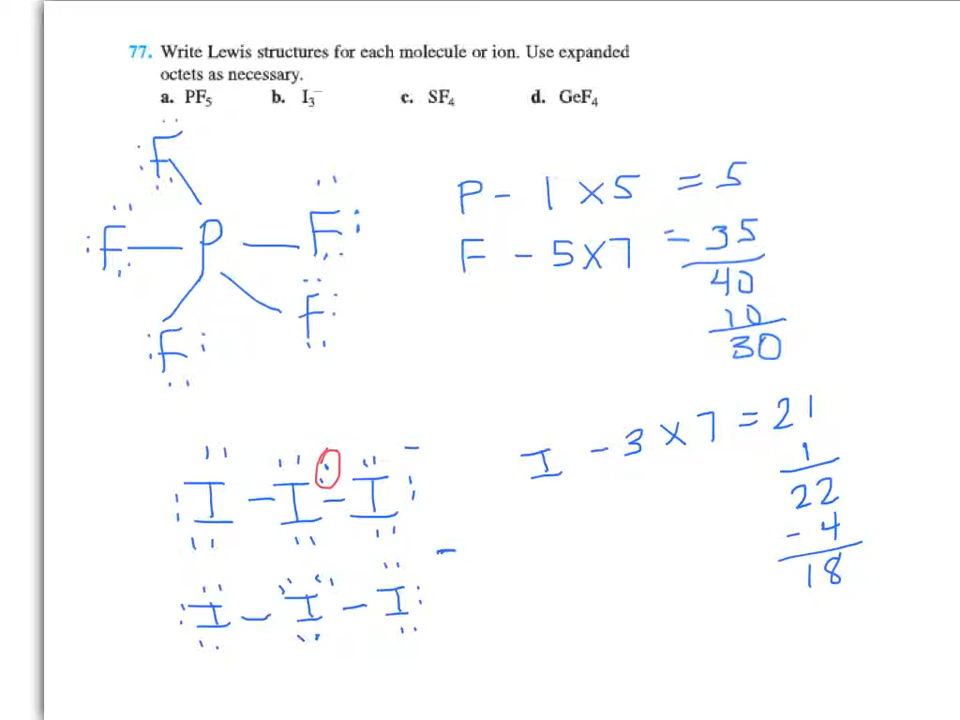 77. Write Lewis structures for each molecule or ion. Use expanded
octets as necessary.
a. PF₅ b. I₃⁻ c. SF₄ d. GeF₄
F
F — P — F
F
F
P - 1 × 5 = 5
F - 5 × 7 = 35
40
10
30
I - 3 × 7 = 21
1
22
- 4
18
I - I - I ⁻
I - I - I ⁻